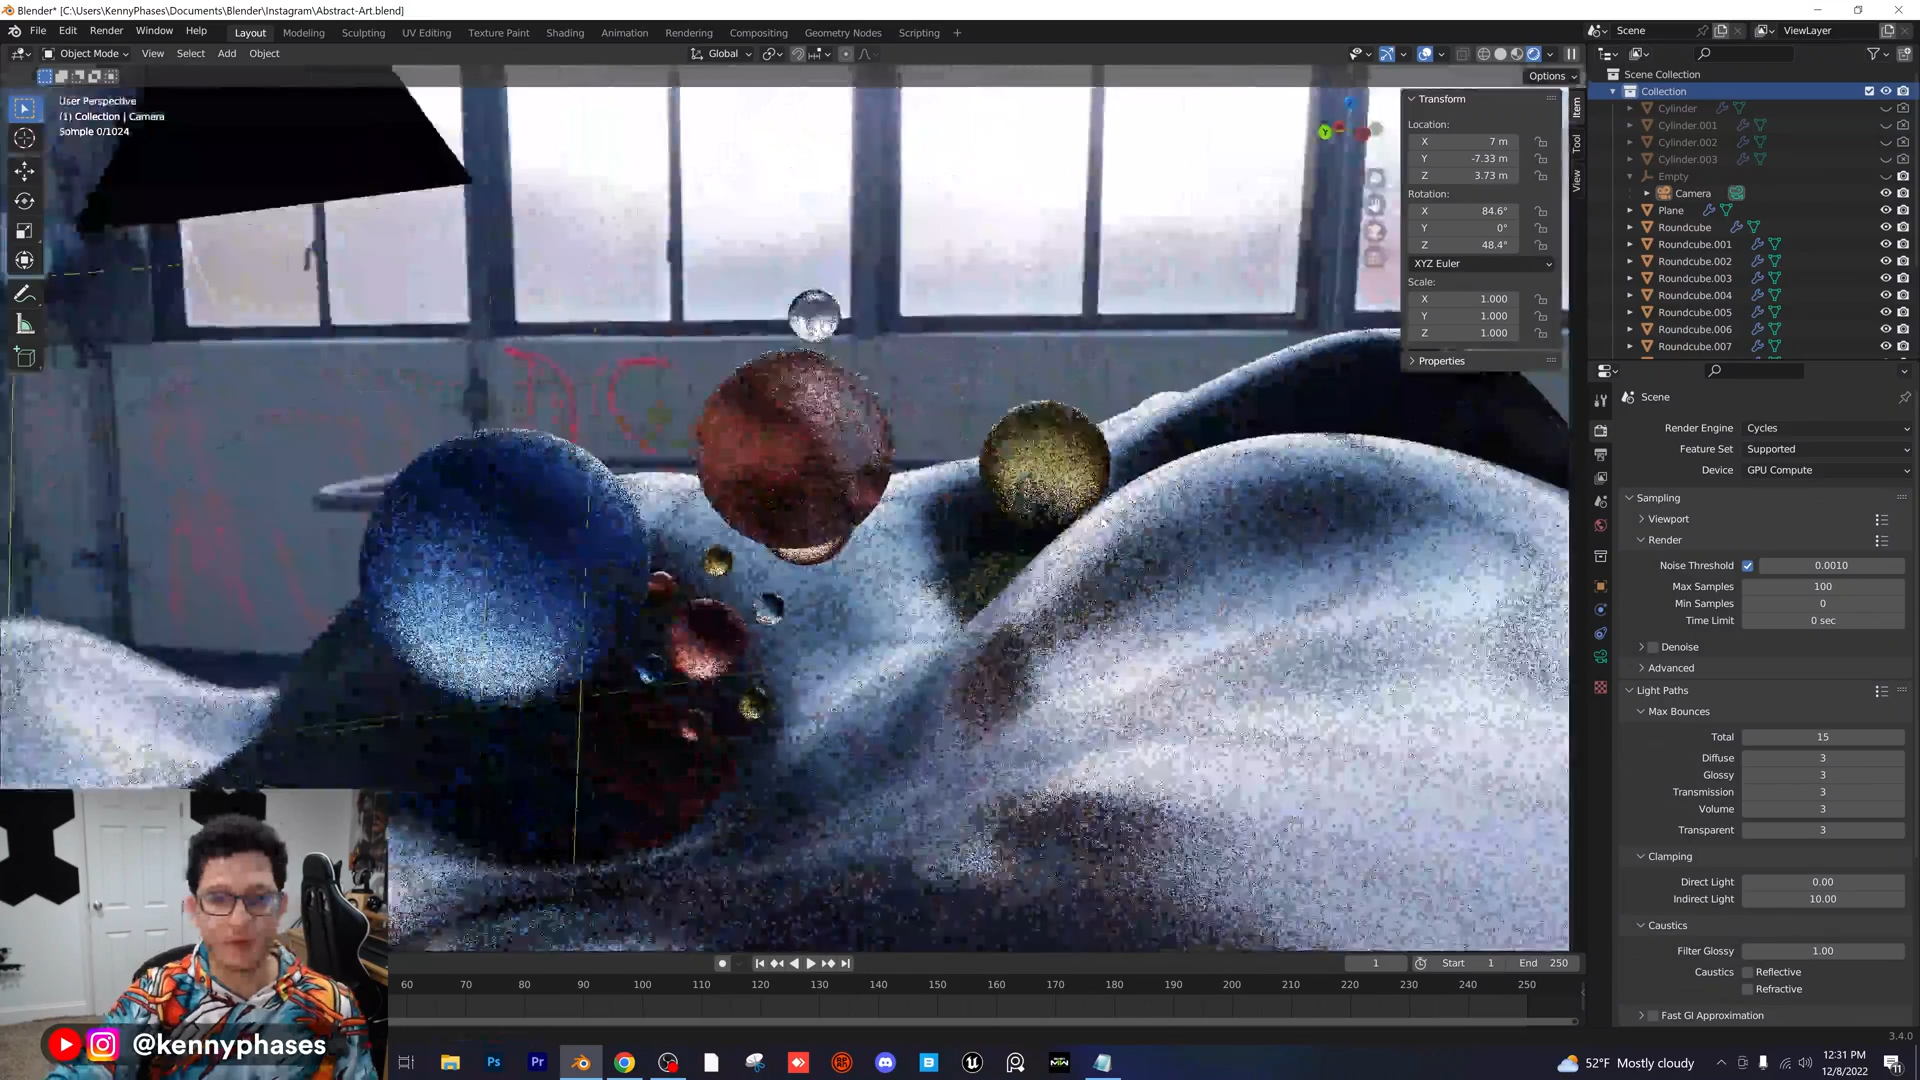 Blender* [C:\Users\KennyPhases\Documents\Blender\Instagram\Abstract-Art.blend]
File Edit Render Window Help Layout Modeling Sculpting UV Editing Texture Paint Shading Animation Rendering Compositing Geometry Nodes Scripting + Scene ViewLayer
Object Mode View Select Add Object Global
Options
User Perspective
(1) Collection | Camera
Sample 0/1024
Y
Transform
Location:
X 7 m
Y -7.33 m
Z 3.73 m
Rotation:
X 84.6°
Y 0°
Z 48.4°
XYZ Euler
Scale:
X 1.000
Y 1.000
Z 1.000
Properties
Item
Tool
View
Scene Collection
Collection
Cylinder
Cylinder.001
Cylinder.002
Cylinder.003
Empty
Camera
Plane
Roundcube
Roundcube.001
Roundcube.002
Roundcube.003
Roundcube.004
Roundcube.005
Roundcube.006
Roundcube.007
Scene
Render Engine Cycles
Feature Set Supported
Device GPU Compute
Sampling
Viewport
Render
Noise Threshold 0.0010
Max Samples 100
Min Samples 0
Time Limit 0 sec
Denoise
Advanced
Light Paths
Max Bounces
Total 15
Diffuse 3
Glossy 3
Transmission 3
Volume 3
Transparent 3
Clamping
Direct Light 0.00
Indirect Light 10.00
Caustics
Filter Glossy 1.00
Caustics Reflective
Refractive
Fast GI Approximation
3.4.0
1 Start 1 End 250
60 70 80 90 100 110 120 130 140 150 160 170 180 190 200 210 220 230 240 250
@kennyphases
Ps Pr B
52°F Mostly cloudy
12:31 PM
12/8/2022
11